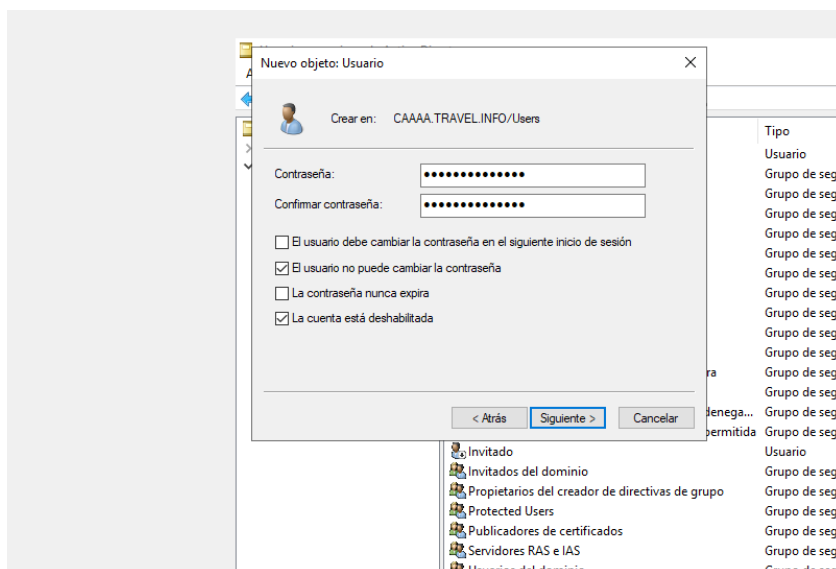 Nuevo objeto: Usuario
Crear en: CAAAA.TRAVEL.INFO/Users
Tipo
Usuario
Contraseña:
Grupo de seg
Grupo de seg
Confirmar contraseña:
Grupo de seg
Grupo de seg
El usuario debe cambiar la contraseña en el siguiente inicio de sesión
Grupo de seg
El usuario no puede cambiar la contraseña
Grupo de seg
La contraseña nunca expira
Grupo de seg
La cuenta está deshabilitada
Grupo de seg
Grupo de seg
Grupo de seg
ra Grupo de seg
Grupo de seg
< Atrás Siguiente > Cancelar
denega... Grupo de seg
permitida Grupo de seg
Invitado Usuario
Invitados del dominio Grupo de seg
Propietarios del creador de directivas de grupo Grupo de seg
Protected Users Grupo de seg
Publicadores de certificados Grupo de seg
Servidores RAS e IAS Grupo de seg